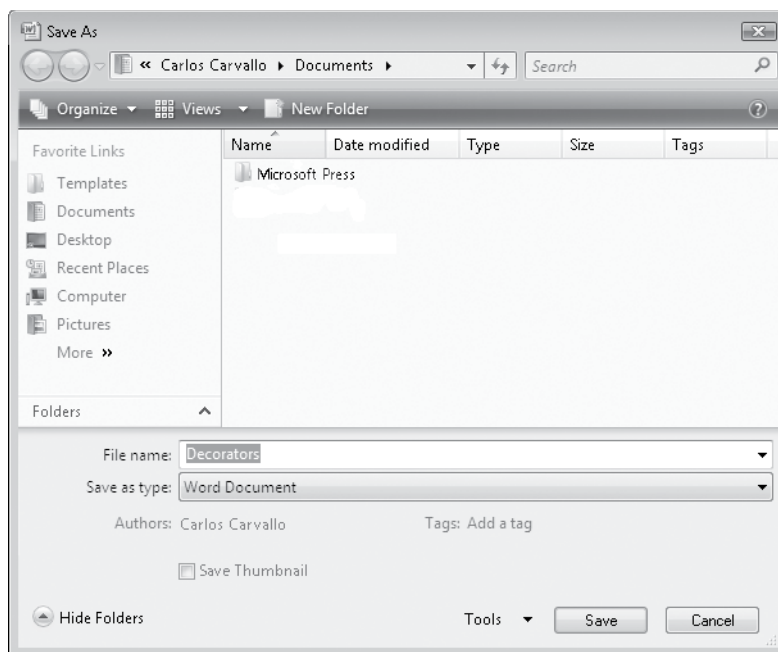 Save As
« Carlos Carvallo ▸ Documents ▸ Search
Organize Views New Folder
Favorite Links
Templates
Documents
Desktop
Recent Places
Computer
Pictures
More »
Folders
Name Date modified Type Size Tags
Microsoft Press
File name: Decorators
Save as type: Word Document
Authors: Carlos Carvallo Tags: Add a tag
Save Thumbnail
Hide Folders Tools Save Cancel